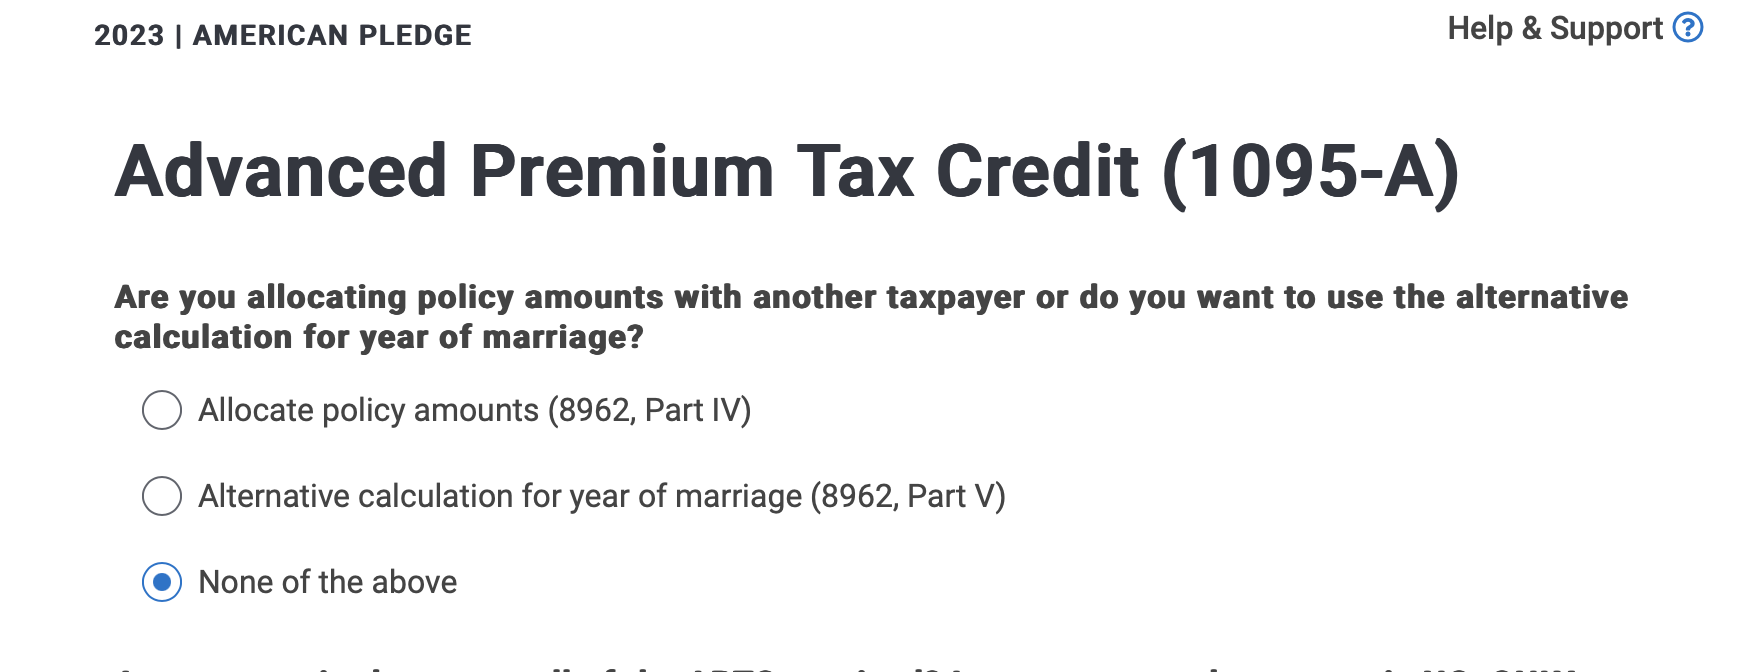 2023 | AMERICAN PLEDGE
Help & Support ?
Advanced Premium Tax Credit (1095-A)
Are you allocating policy amounts with another taxpayer or do you want to use the alternative
calculation for year of marriage?
Allocate policy amounts (8962, Part IV)
Alternative calculation for year of marriage (8962, Part V)
None of the above